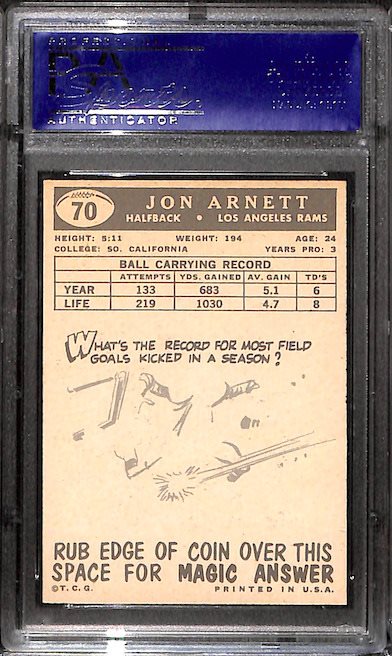 PSA
AUTHENTICATOR
70
JON ARNETT
HALFBACK • LOS ANGELES RAMS
HEIGHT: 5:11 WEIGHT: 194 AGE: 24
COLLEGE: SO. CALIFORNIA YEARS PRO: 3
BALL CARRYING RECORD
ATTEMPTS YDS. GAINED AV. GAIN TD'S
YEAR 133 683 5.1 6
LIFE 219 1030 4.7 8
WHAT'S THE RECORD FOR MOST FIELD
GOALS KICKED IN A SEASON?
RUB EDGE OF COIN OVER THIS
SPACE FOR MAGIC ANSWER
©T.C.G. PRINTED IN U.S.A.